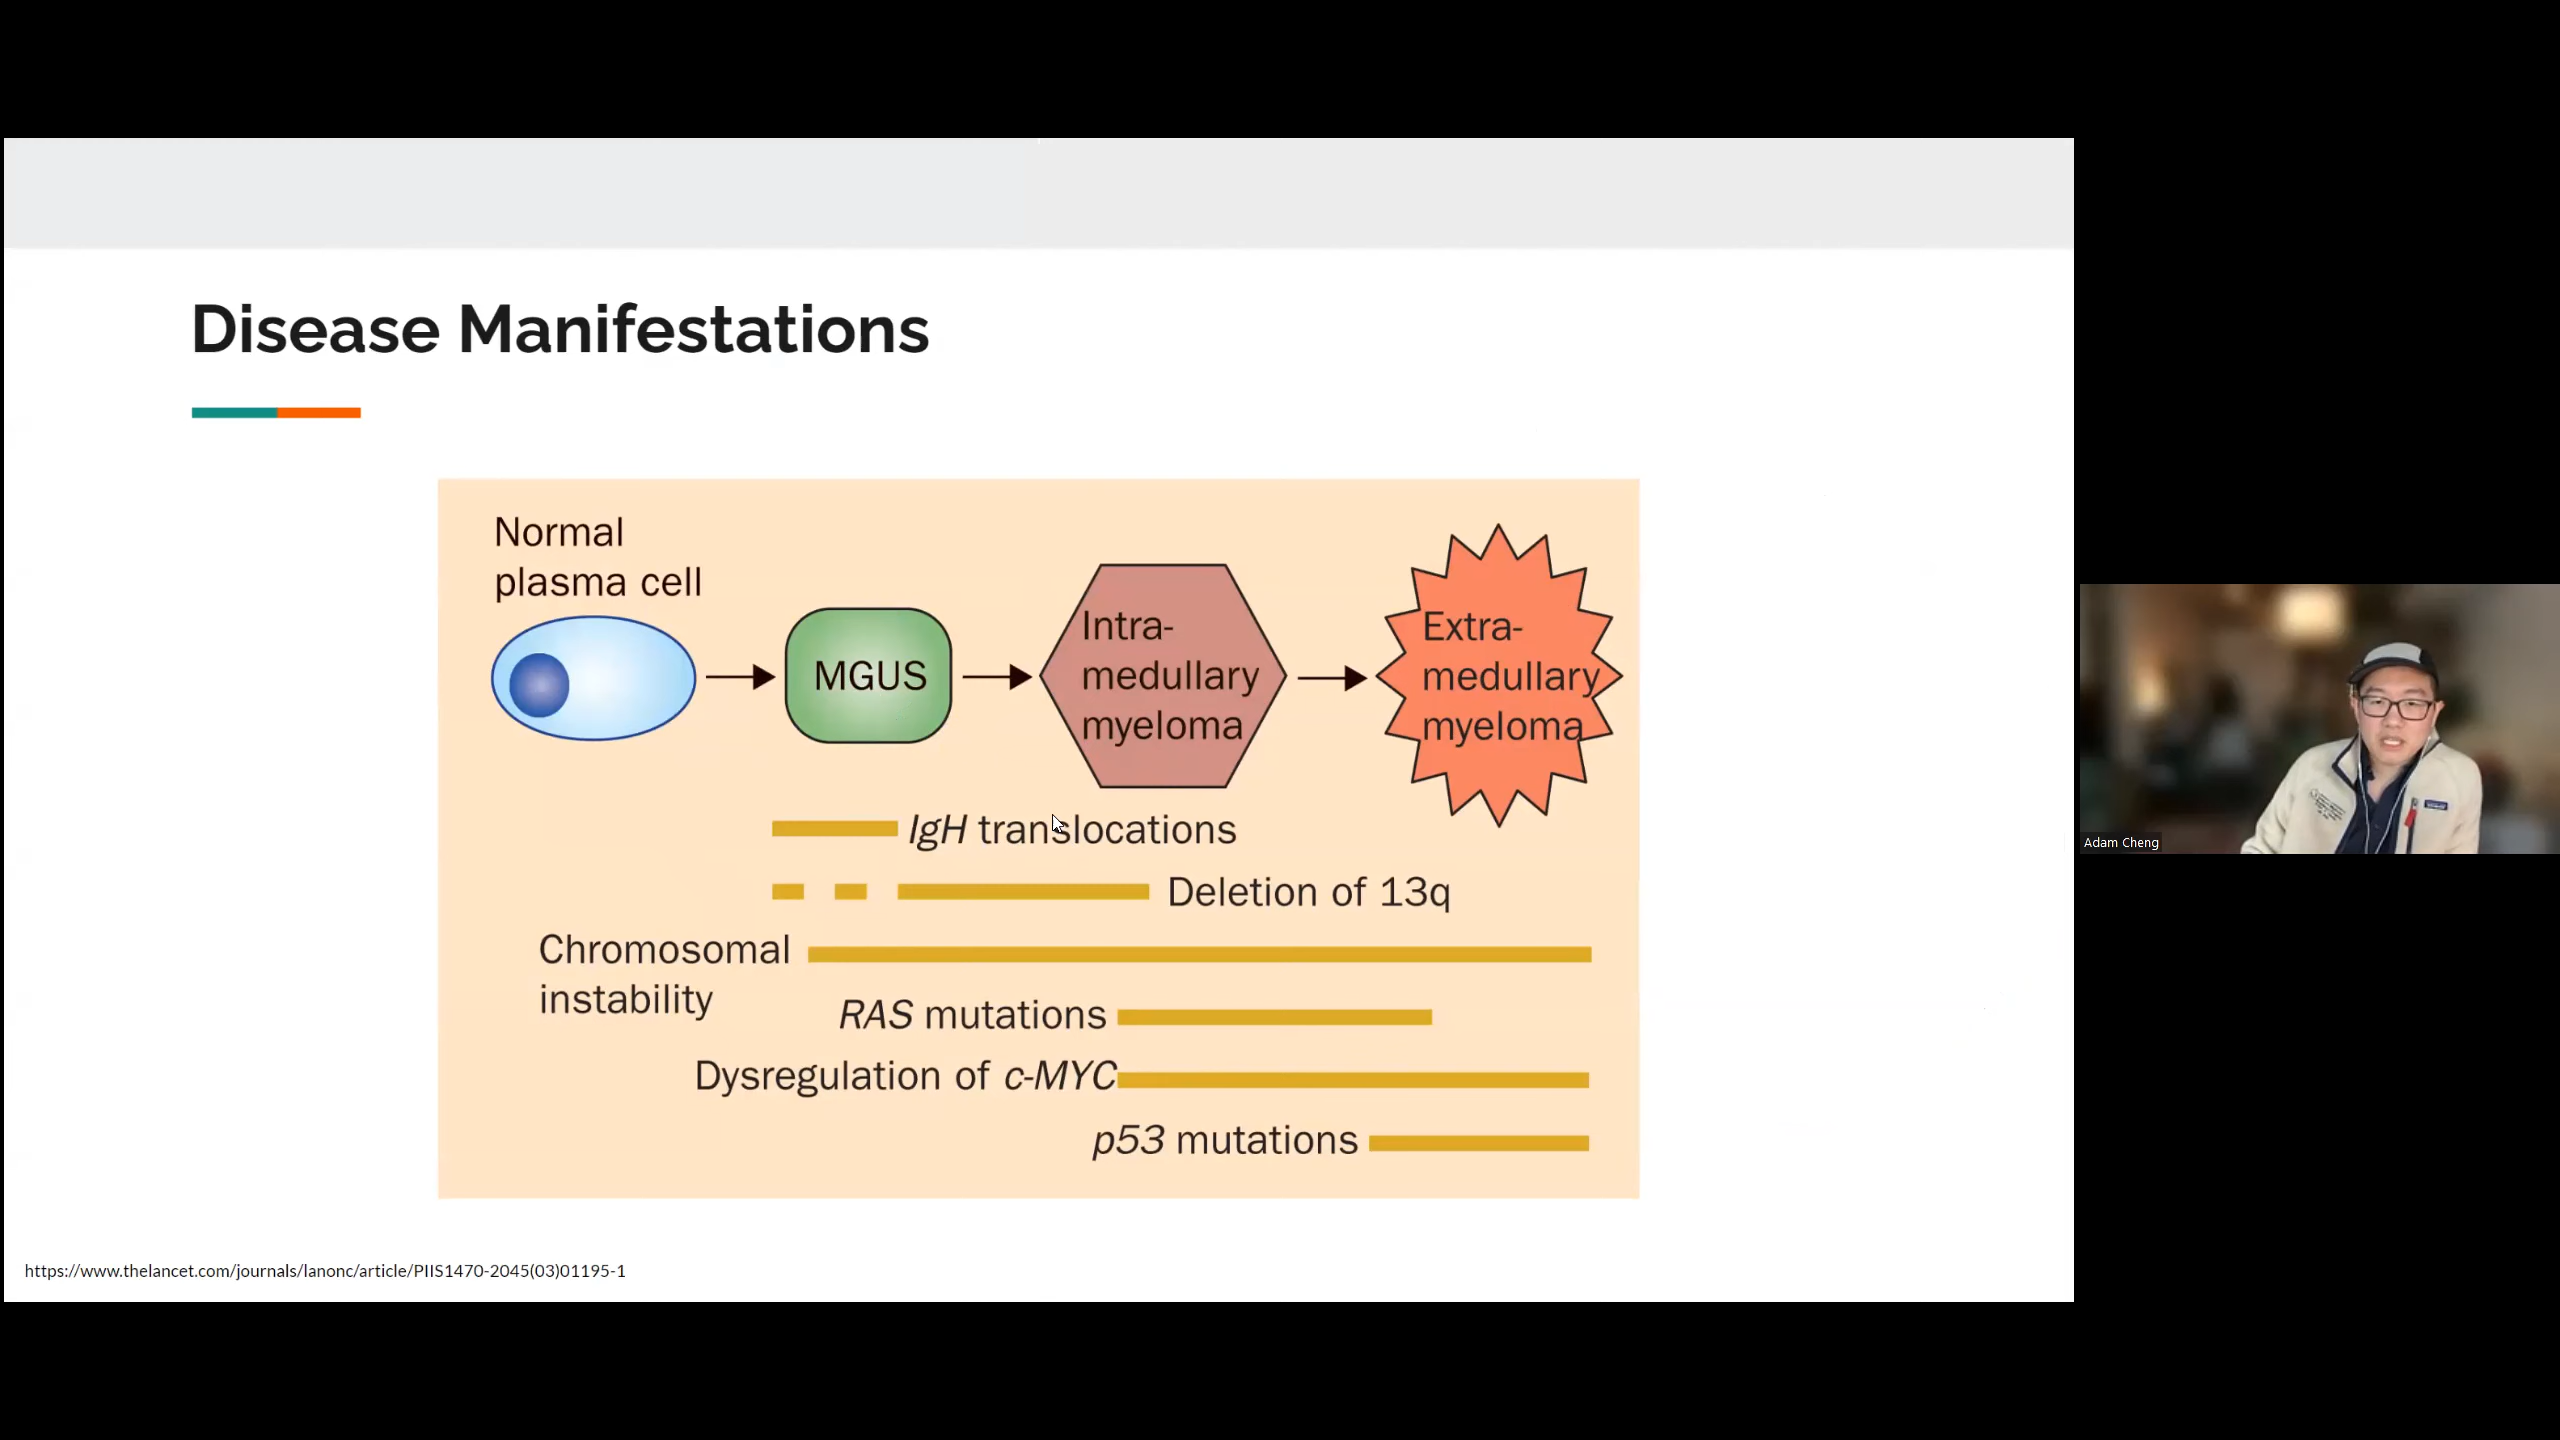 Disease Manifestations
Normal
plasma cell
MGUS
Intra-
medullary
myeloma
Extra-
medullary
myeloma
IgH translocations
Deletion of 13q
Chromosomal
instability
RAS mutations
Dysregulation of c-MYC
p53 mutations
https://www.thelancet.com/journals/lanonc/article/PIIS1470-2045(03)01195-1
Adam Cheng